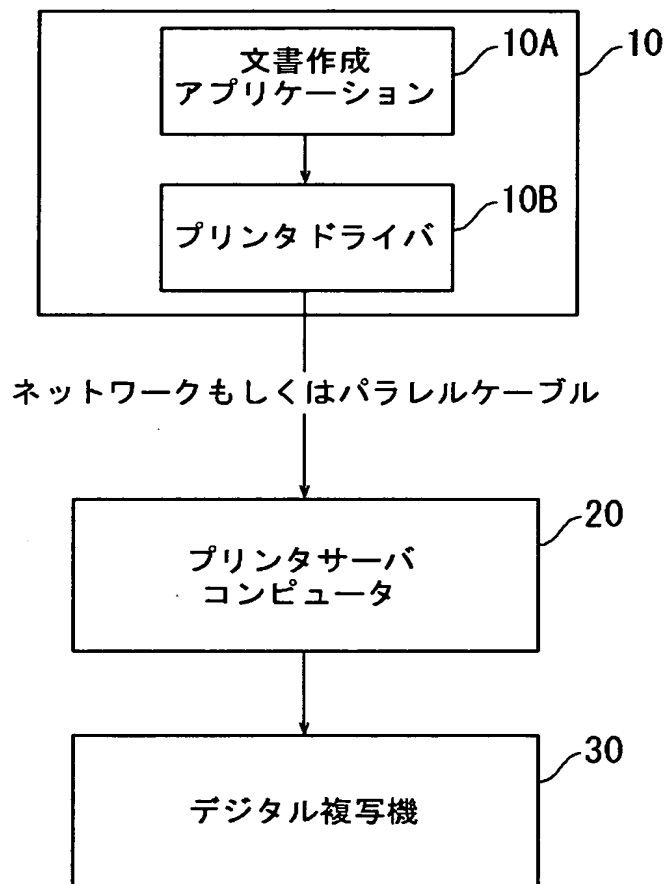 文書作成
アプリケーション
10A
10
プリンタドライバ
10B
ネットワークもしくはパラレルケーブル
プリンタサーバ
コンピュータ
20
デジタル複写機
30